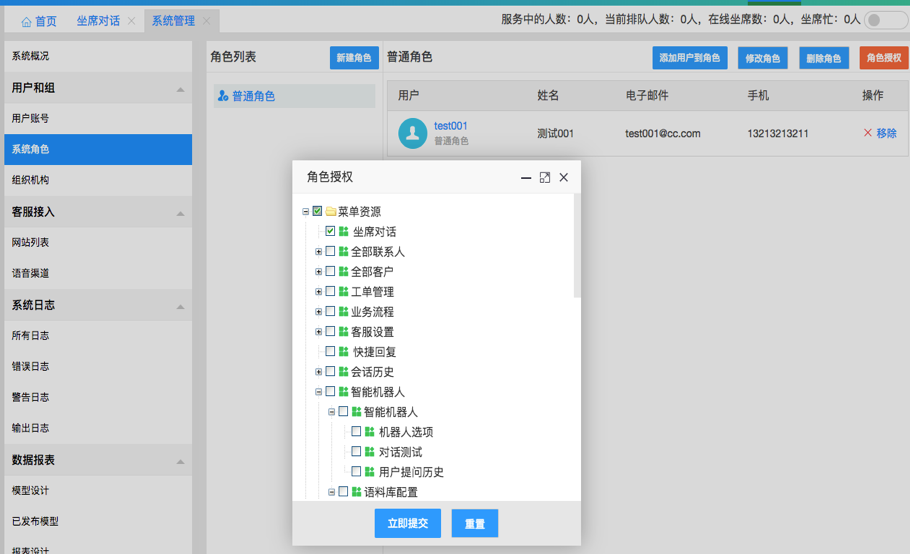 首页 坐席对话 系统管理 服务中的人数：0人，当前排队人数：0人，在线坐席数：0人，坐席忙：0人
系统概况
用户和组
用户账号
系统角色
组织机构
客服接入
网站列表
语音渠道
系统日志
所有日志
错误日志
警告日志
输出日志
数据报表
模型设计
已发布模型
报表设计
角色列表 新建角色
普通角色
普通角色 添加用户到角色 修改角色 删除角色 角色授权
用户 姓名 电子邮件 手机 操作
test001 测试001 test001@cc.com 13213213211 移除
普通角色
角色授权
菜单资源
坐席对话
全部联系人
全部客户
工单管理
业务流程
客服设置
快捷回复
会话历史
智能机器人
智能机器人
机器人选项
对话测试
用户提问历史
语料库配置
立即提交 重置